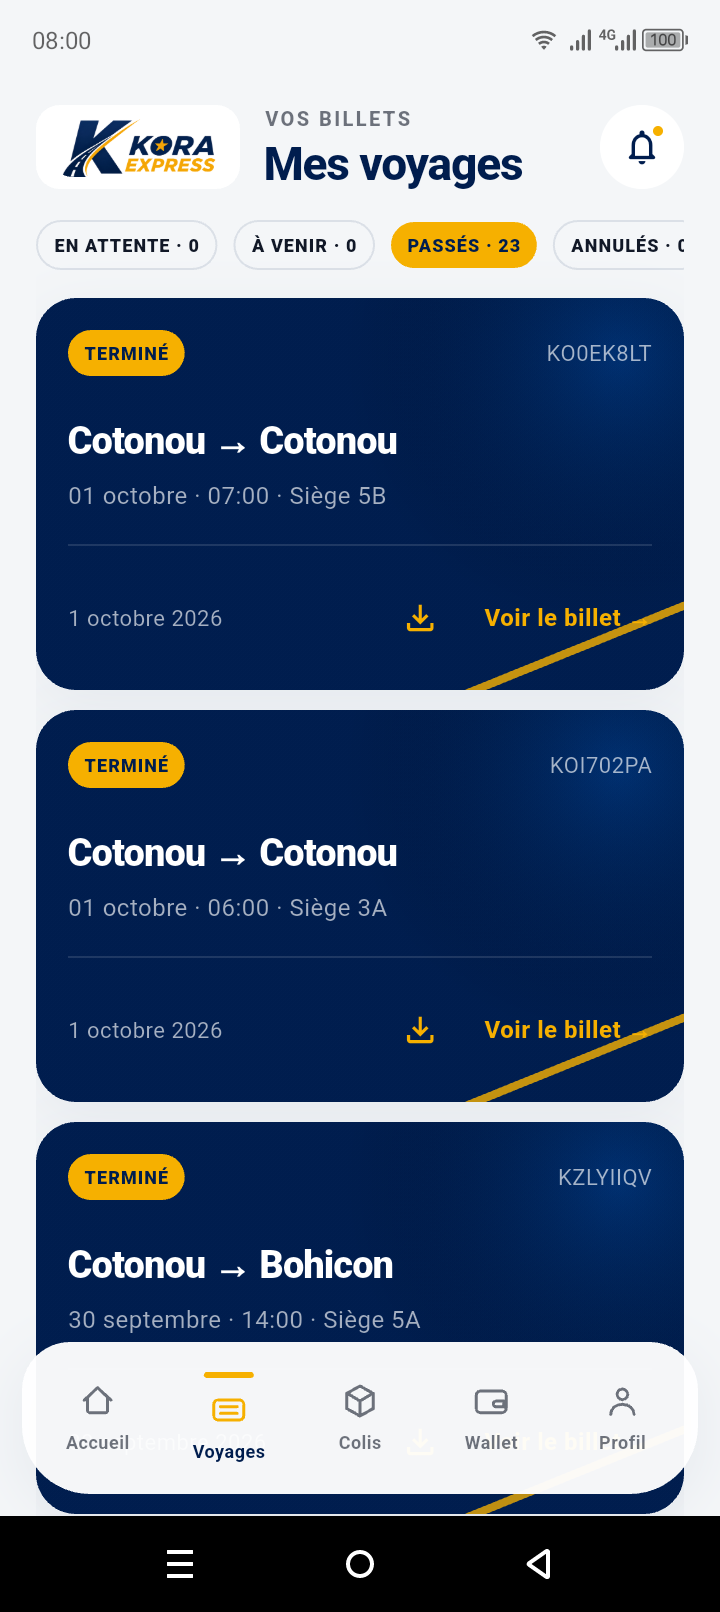 08:00
4G
100
KORA
EXPRESS
VOS BILLETS
Mes voyages
EN ATTENTE · 0
À VENIR · 0
PASSÉS · 23
ANNULÉS · 0
TERMINÉ
KO0EK8LT
Cotonou → Cotonou
01 octobre · 07:00 · Siège 5B
1 octobre 2026
Voir le billet →
TERMINÉ
KOI702PA
Cotonou → Cotonou
01 octobre · 06:00 · Siège 3A
1 octobre 2026
Voir le billet →
TERMINÉ
KZLYIIQV
Cotonou → Bohicon
30 septembre · 14:00 · Siège 5A
Accueil
Voyages
Colis
Wallet
Profil